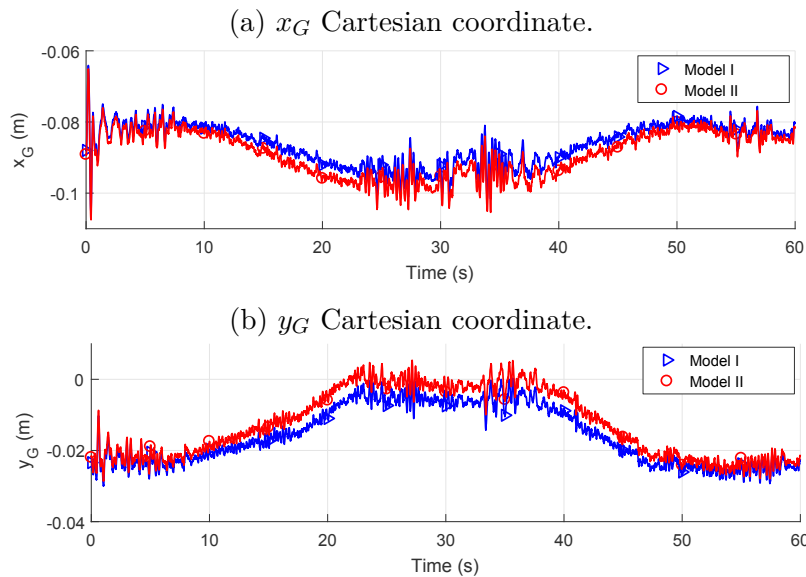 (a) x_G Cartesian coordinate.
-0.06
-0.08
-0.1
x_G (m)
Model I
Model II
0 10 20 30 40 50 60
Time (s)
(b) y_G Cartesian coordinate.
0
-0.02
-0.04
y_G (m)
Model I
Model II
0 10 20 30 40 50 60
Time (s)